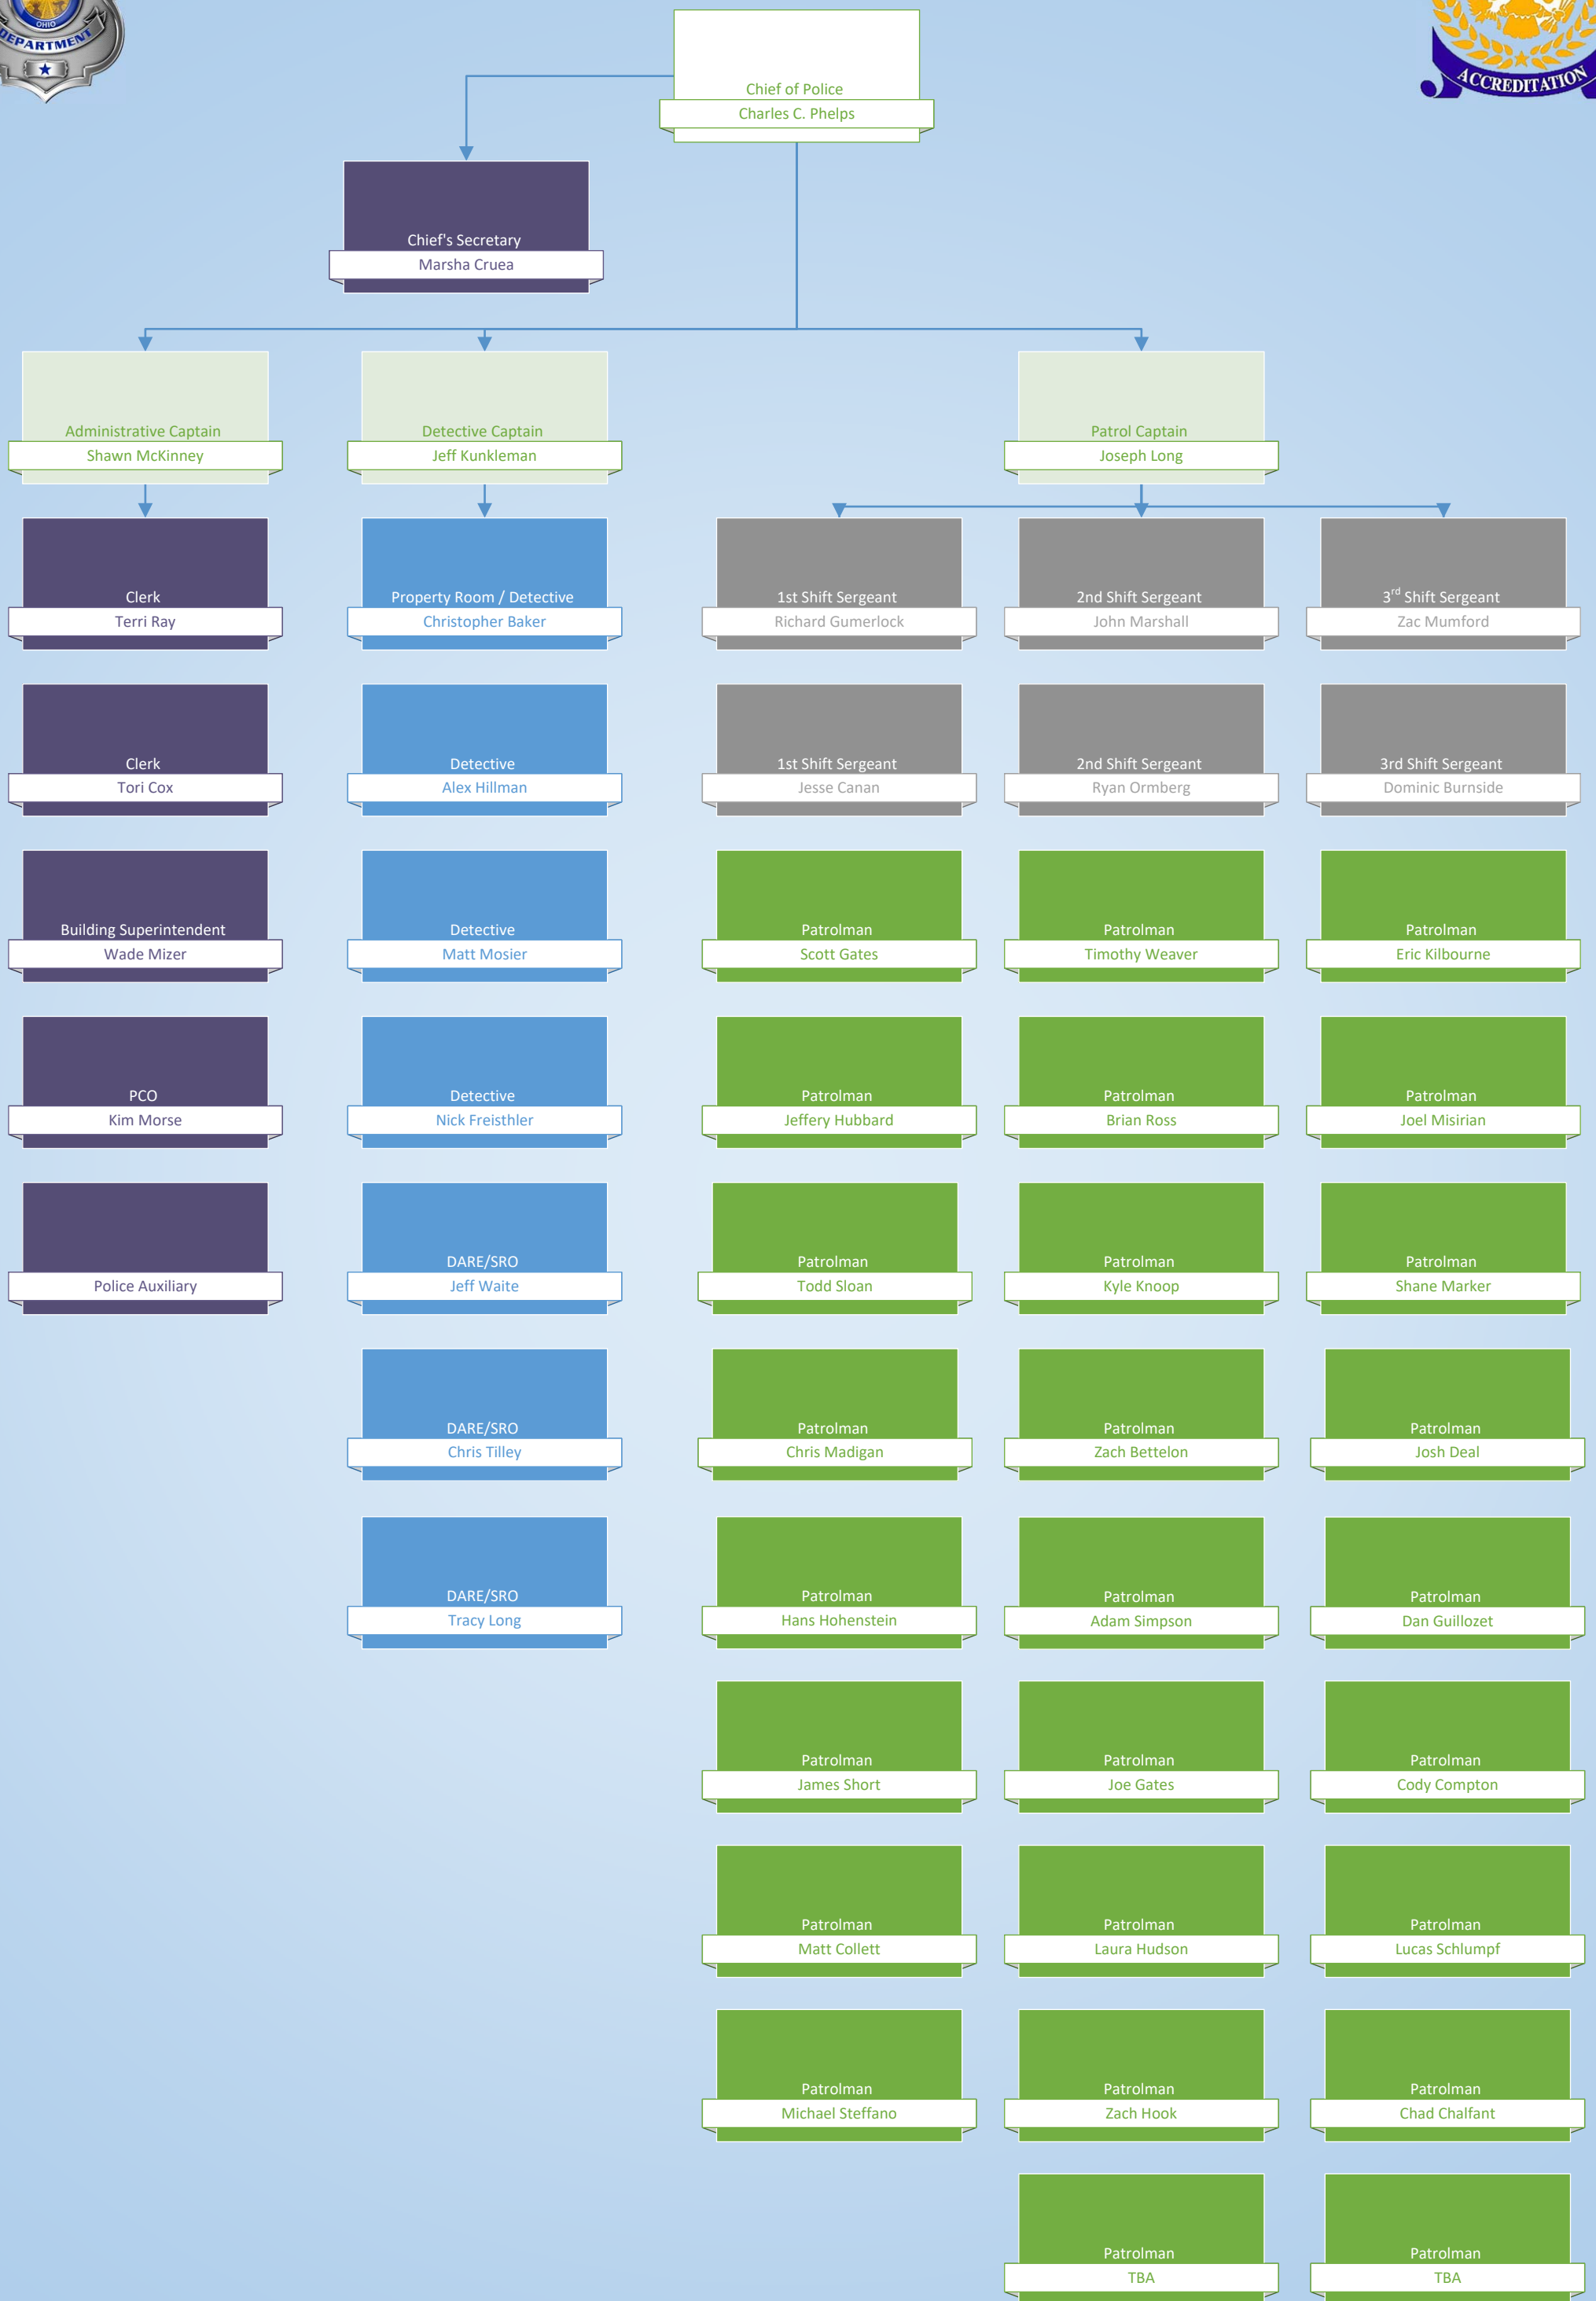 OHIO
DEPARTMENT
ACCREDITATION
Chief of Police
Charles C. Phelps
Chief's Secretary
Marsha Cruea
Administrative Captain
Shawn McKinney
Detective Captain
Jeff Kunkleman
Patrol Captain
Joseph Long
Clerk
Terri Ray
Property Room / Detective
Christopher Baker
1st Shift Sergeant
Richard Gumerlock
2nd Shift Sergeant
John Marshall
3rd Shift Sergeant
Zac Mumford
Clerk
Tori Cox
Detective
Alex Hillman
1st Shift Sergeant
Jesse Canan
2nd Shift Sergeant
Ryan Ormberg
3rd Shift Sergeant
Dominic Burnside
Building Superintendent
Wade Mizer
Detective
Matt Mosier
Patrolman
Scott Gates
Patrolman
Timothy Weaver
Patrolman
Eric Kilbourne
PCO
Kim Morse
Detective
Nick Freisthler
Patrolman
Jeffery Hubbard
Patrolman
Brian Ross
Patrolman
Joel Misirian
Police Auxiliary
DARE/SRO
Jeff Waite
Patrolman
Todd Sloan
Patrolman
Kyle Knoop
Patrolman
Shane Marker
DARE/SRO
Chris Tilley
Patrolman
Chris Madigan
Patrolman
Zach Bettelon
Patrolman
Josh Deal
DARE/SRO
Tracy Long
Patrolman
Hans Hohenstein
Patrolman
Adam Simpson
Patrolman
Dan Guillozet
Patrolman
James Short
Patrolman
Joe Gates
Patrolman
Cody Compton
Patrolman
Matt Collett
Patrolman
Laura Hudson
Patrolman
Lucas Schlumpf
Patrolman
Michael Steffano
Patrolman
Zach Hook
Patrolman
Chad Chalfant
Patrolman
TBA
Patrolman
TBA